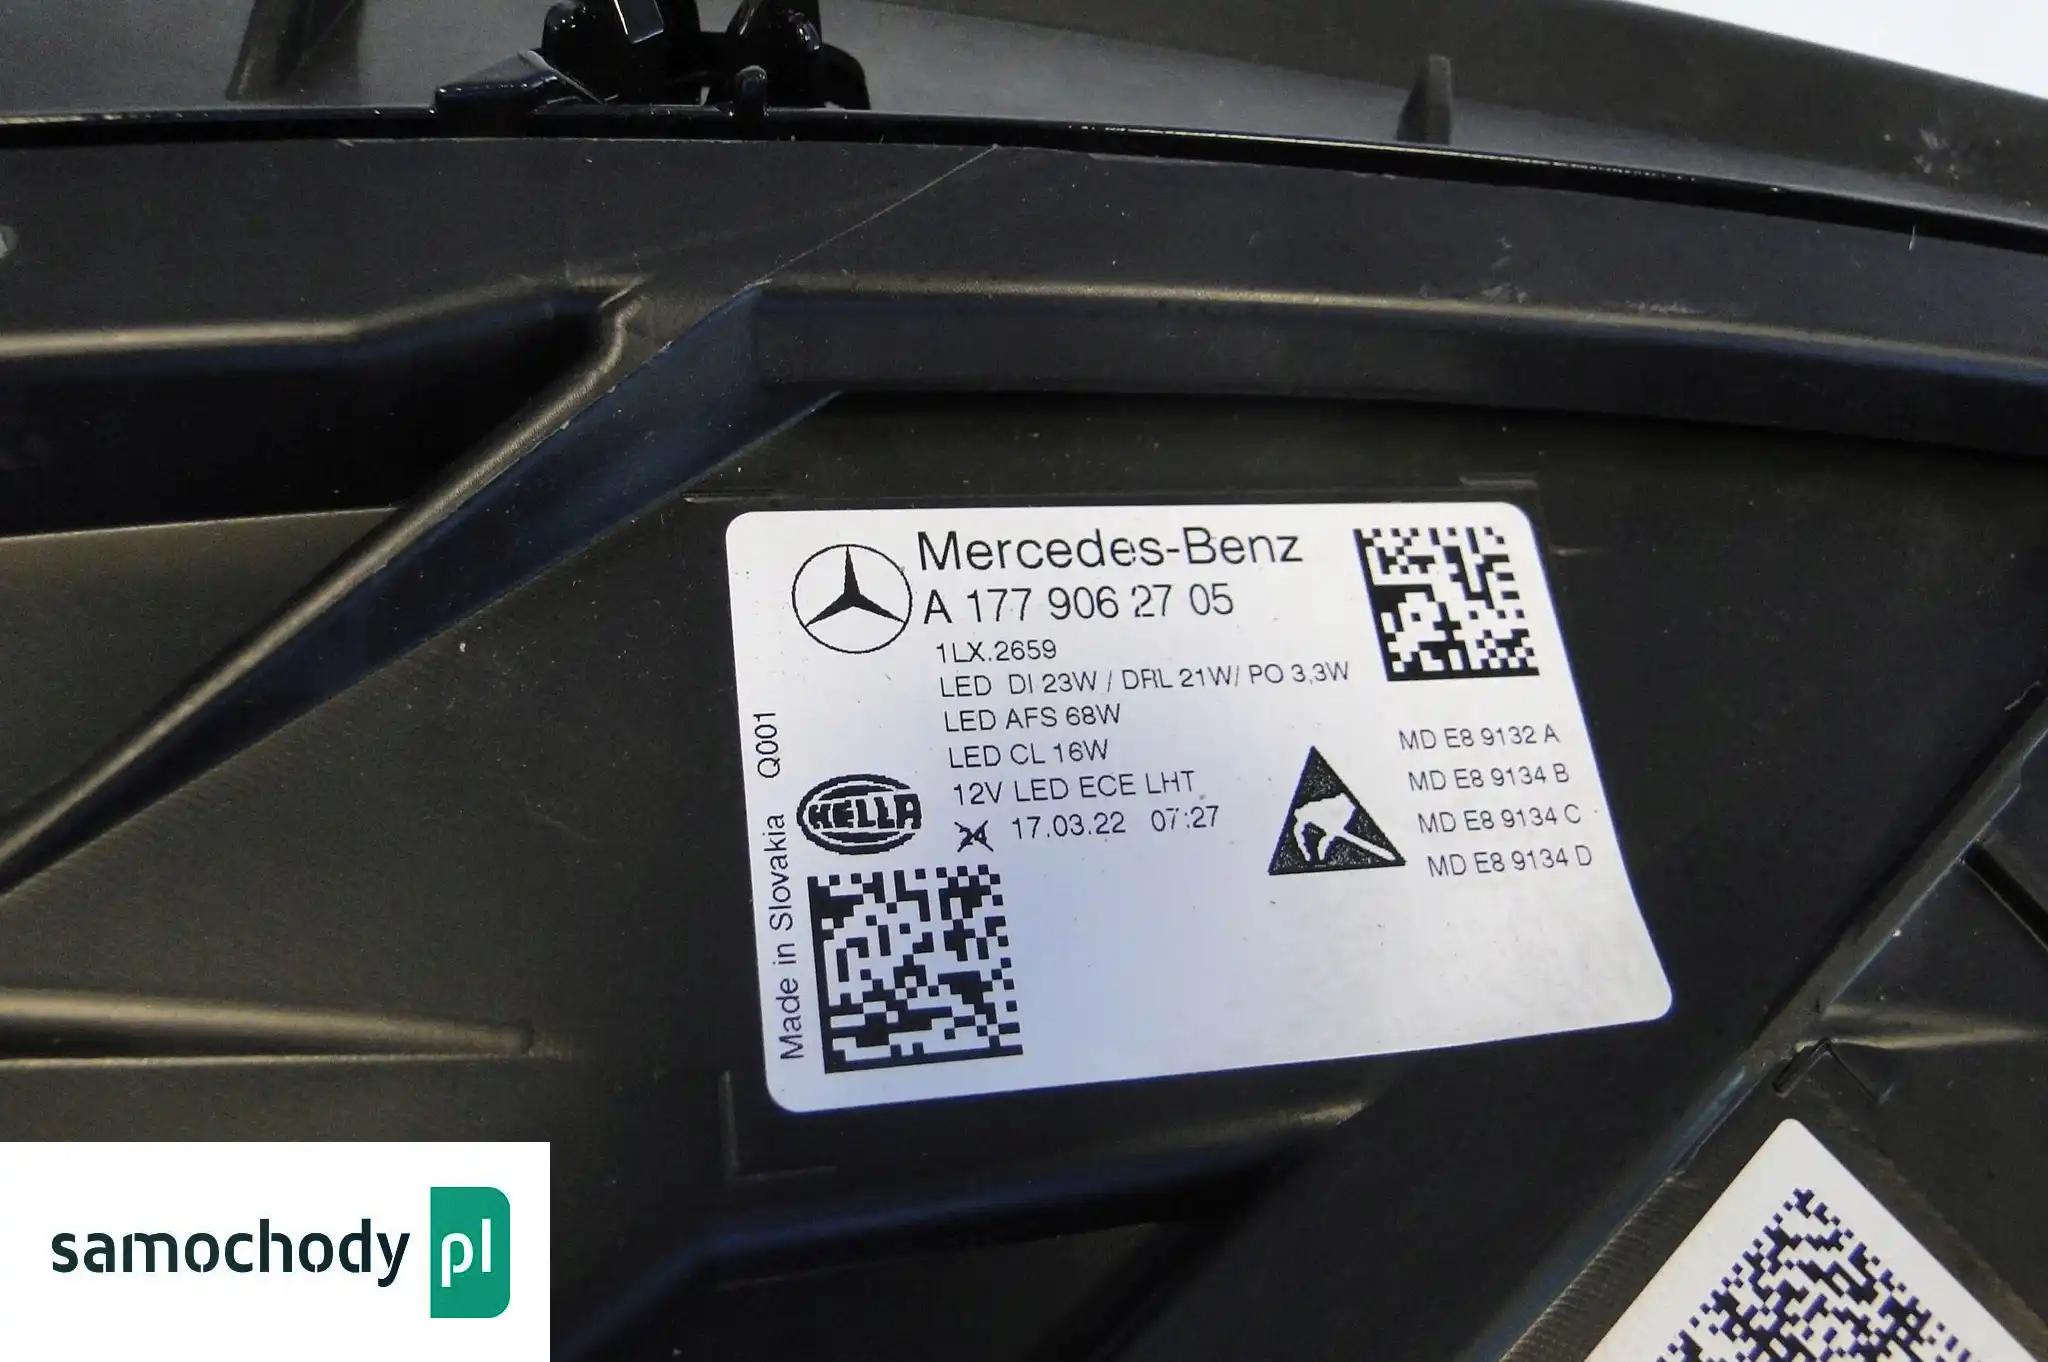 Mercedes-Benz
A 177 906 27 05
1LX.2659
LED DI 23W / DRL 21W/ PO 3,3W
LED AFS 68W
LED CL 16W
12V LED ECE LHT
24 17.03.22 07:27
HELLA
MD E8 9132 A
MD E8 9134 B
MD E8 9134 C
MD E8 9134 D
Made in Slovakia Q001
samochody pl